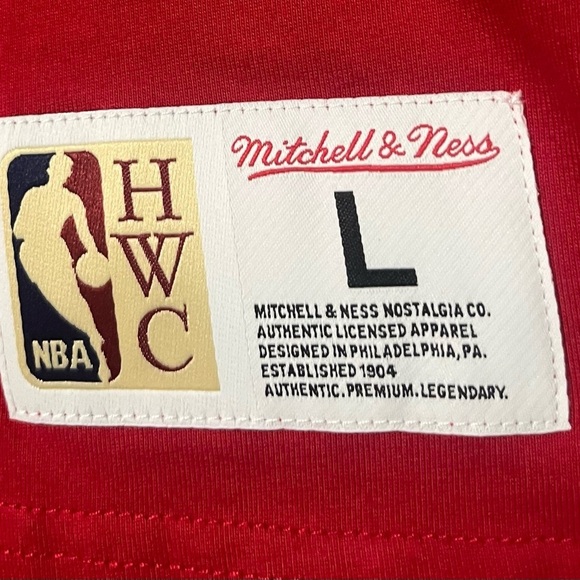 H
W
C
NBA
Mitchell & Ness
L
MITCHELL & NESS NOSTALGIA CO.
AUTHENTIC LICENSED APPAREL
DESIGNED IN PHILADELPHIA, PA.
ESTABLISHED 1904
AUTHENTIC.PREMIUM.LEGENDARY.